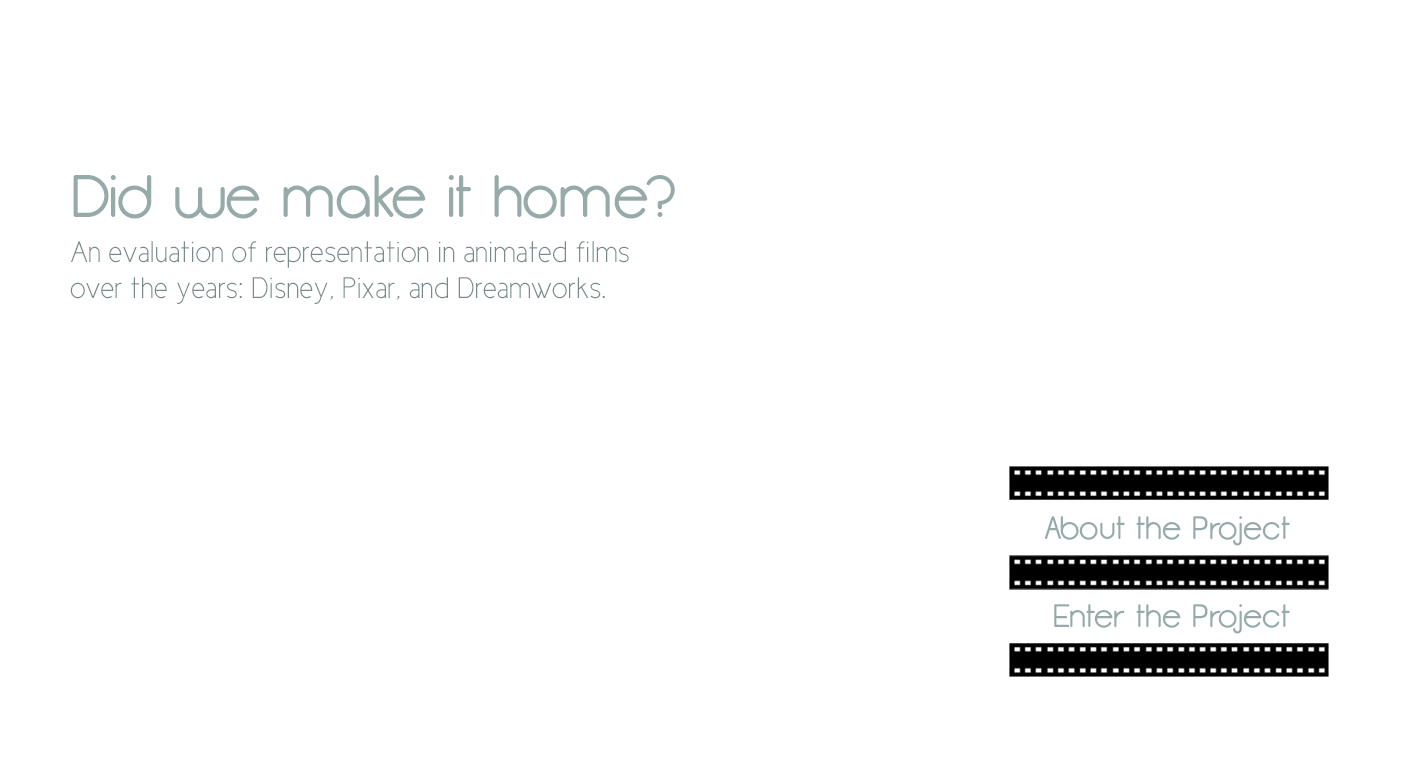 Did we make it home?
An evaluation of representation in animated films
over the years: Disney, Pixar, and Dreamworks.
About the Project
Enter the Project